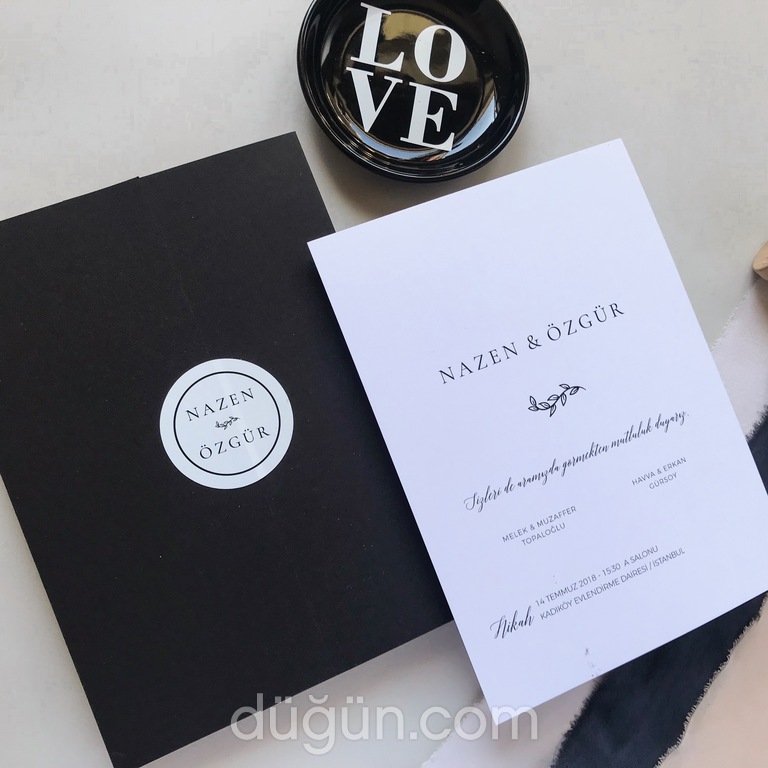 LO
VE
NAZEN
ÖZGÜR
NAZEN & ÖZGÜR
Sizleri de aramızda görmekten mutluluk duyarız.
MELEK & MUZAFFER
TOPALOĞLU
HAVVA & ERKAN
GÜRSOY
Nikah
14 TEMMUZ 2018 - 15:30 A SALONU
KADIKÖY EVLENDİRME DAİRESİ / İSTANBUL
düğün.com